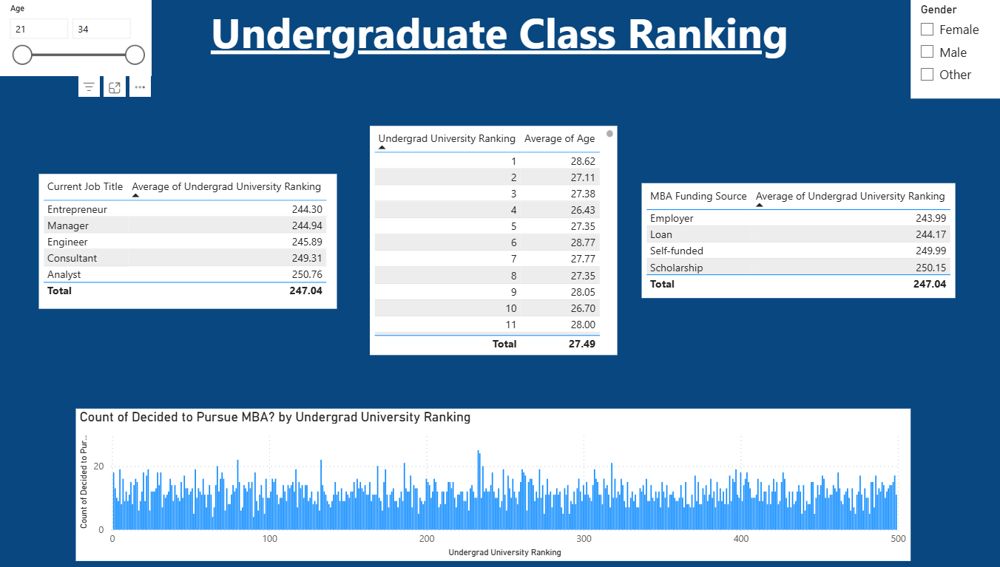 Age
21 34
Undergraduate Class Ranking
Gender
Female
Male
Other
Current Job Title Average of Undergrad University Ranking
Entrepreneur 244.30
Manager 244.94
Engineer 245.89
Consultant 249.31
Analyst 250.76
Total 247.04
Undergrad University Ranking Average of Age
1 28.62
2 27.11
3 27.38
4 26.43
5 27.35
6 28.77
7 27.77
8 27.35
9 28.05
10 26.70
11 28.00
Total 27.49
MBA Funding Source Average of Undergrad University Ranking
Employer 243.99
Loan 244.17
Self-funded 249.99
Scholarship 250.15
Total 247.04
Count of Decided to Pursue MBA? by Undergrad University Ranking
Count of Decided to Pur...
20
0
0 100 200 300 400 500
Undergrad University Ranking